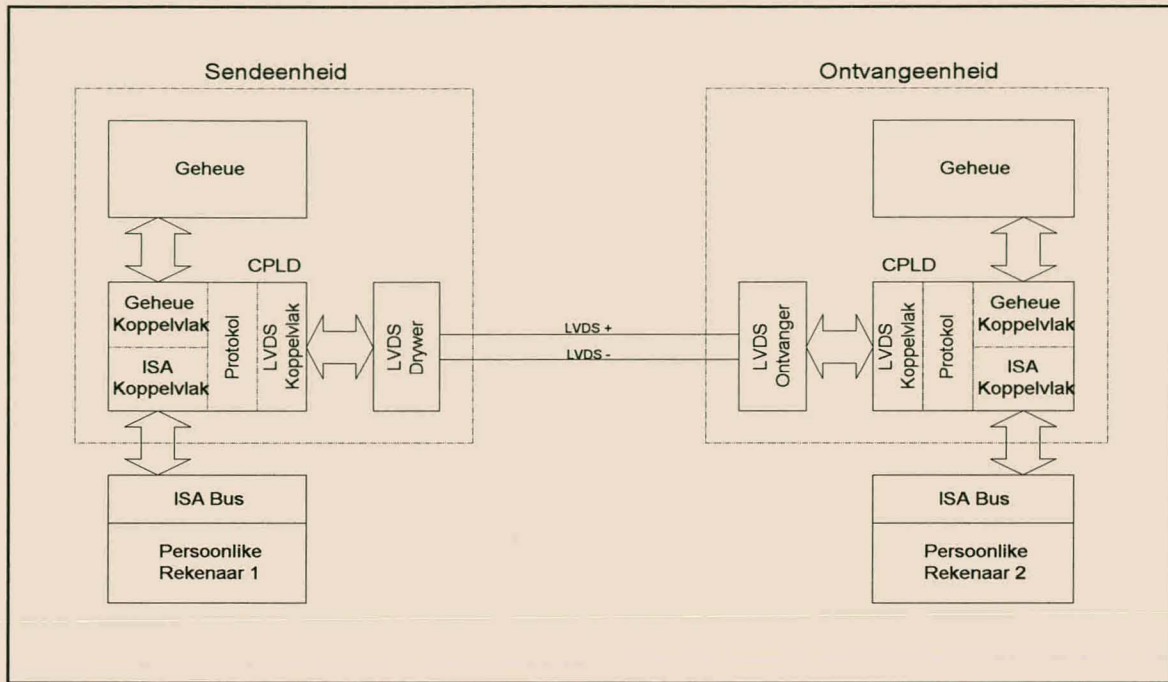 Sendeenheid
Ontvangeenheid
Geheue
Geheue
CPLD
CPLD
Geheue
Koppelvlak
ISA
Koppelvlak
Protokol
LVDS
Koppelvlak
LVDS
Drywer
LVDS +
LVDS -
LVDS
Ontvanger
LVDS
Koppelvlak
Protokol
Geheue
Koppelvlak
ISA
Koppelvlak
ISA Bus
Persoonlike
Rekenaar 1
ISA Bus
Persoonlike
Rekenaar 2